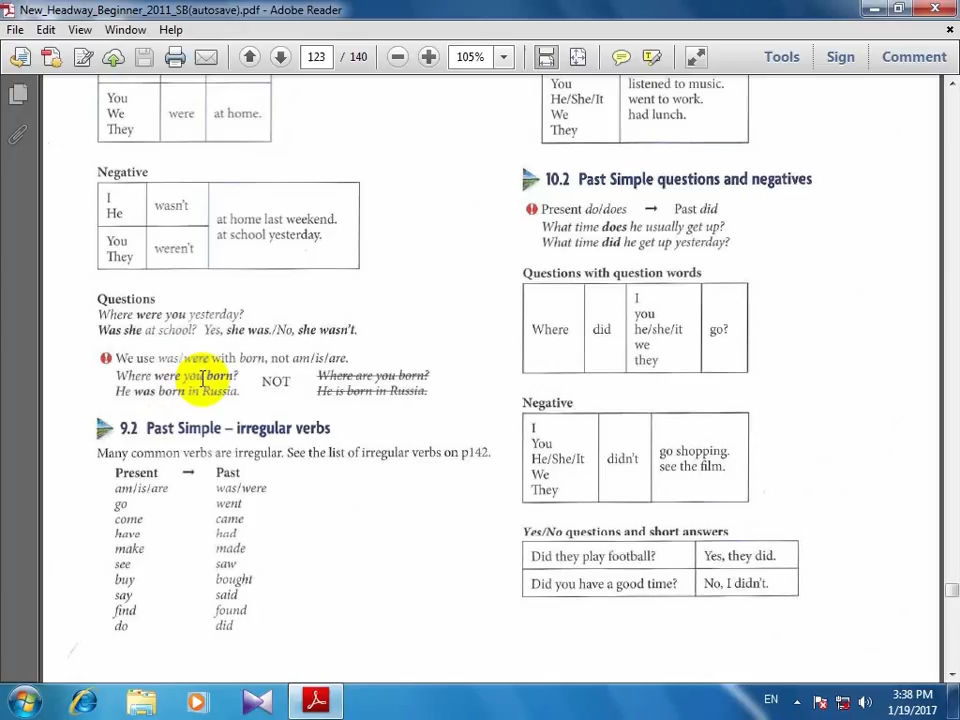 New_Headway_Beginner_2011_SB(autosave).pdf - Adobe Reader
File Edit View Window Help
123 / 140 105% Tools Sign Comment
You
We
They
were
at home.
Negative
I
He
wasn't
You
They
weren't
at home last weekend.
at school yesterday.
Questions
Where were you yesterday?
Was she at school? Yes, she was./No, she wasn't.
We use was/were with born, not am/is/are.
Where were you born?
He was born in Russia.
NOT
Where are you born?
He is born in Russia.
9.2 Past Simple – irregular verbs
Many common verbs are irregular. See the list of irregular verbs on p142.
Present → Past
am/is/are was/were
go went
come came
have had
make made
see saw
buy bought
say said
find found
do did
You
He/She/It
We
They
listened to music.
went to work.
had lunch.
10.2 Past Simple questions and negatives
Present do/does → Past did
What time does he usually get up?
What time did he get up yesterday?
Questions with question words
Where
did
I
you
he/she/it
we
they
go?
Negative
I
You
He/She/It
We
They
didn't
go shopping.
see the film.
Yes/No questions and short answers
Did they play football? Yes, they did.
Did you have a good time? No, I didn't.
EN
3:38 PM
1/19/2017